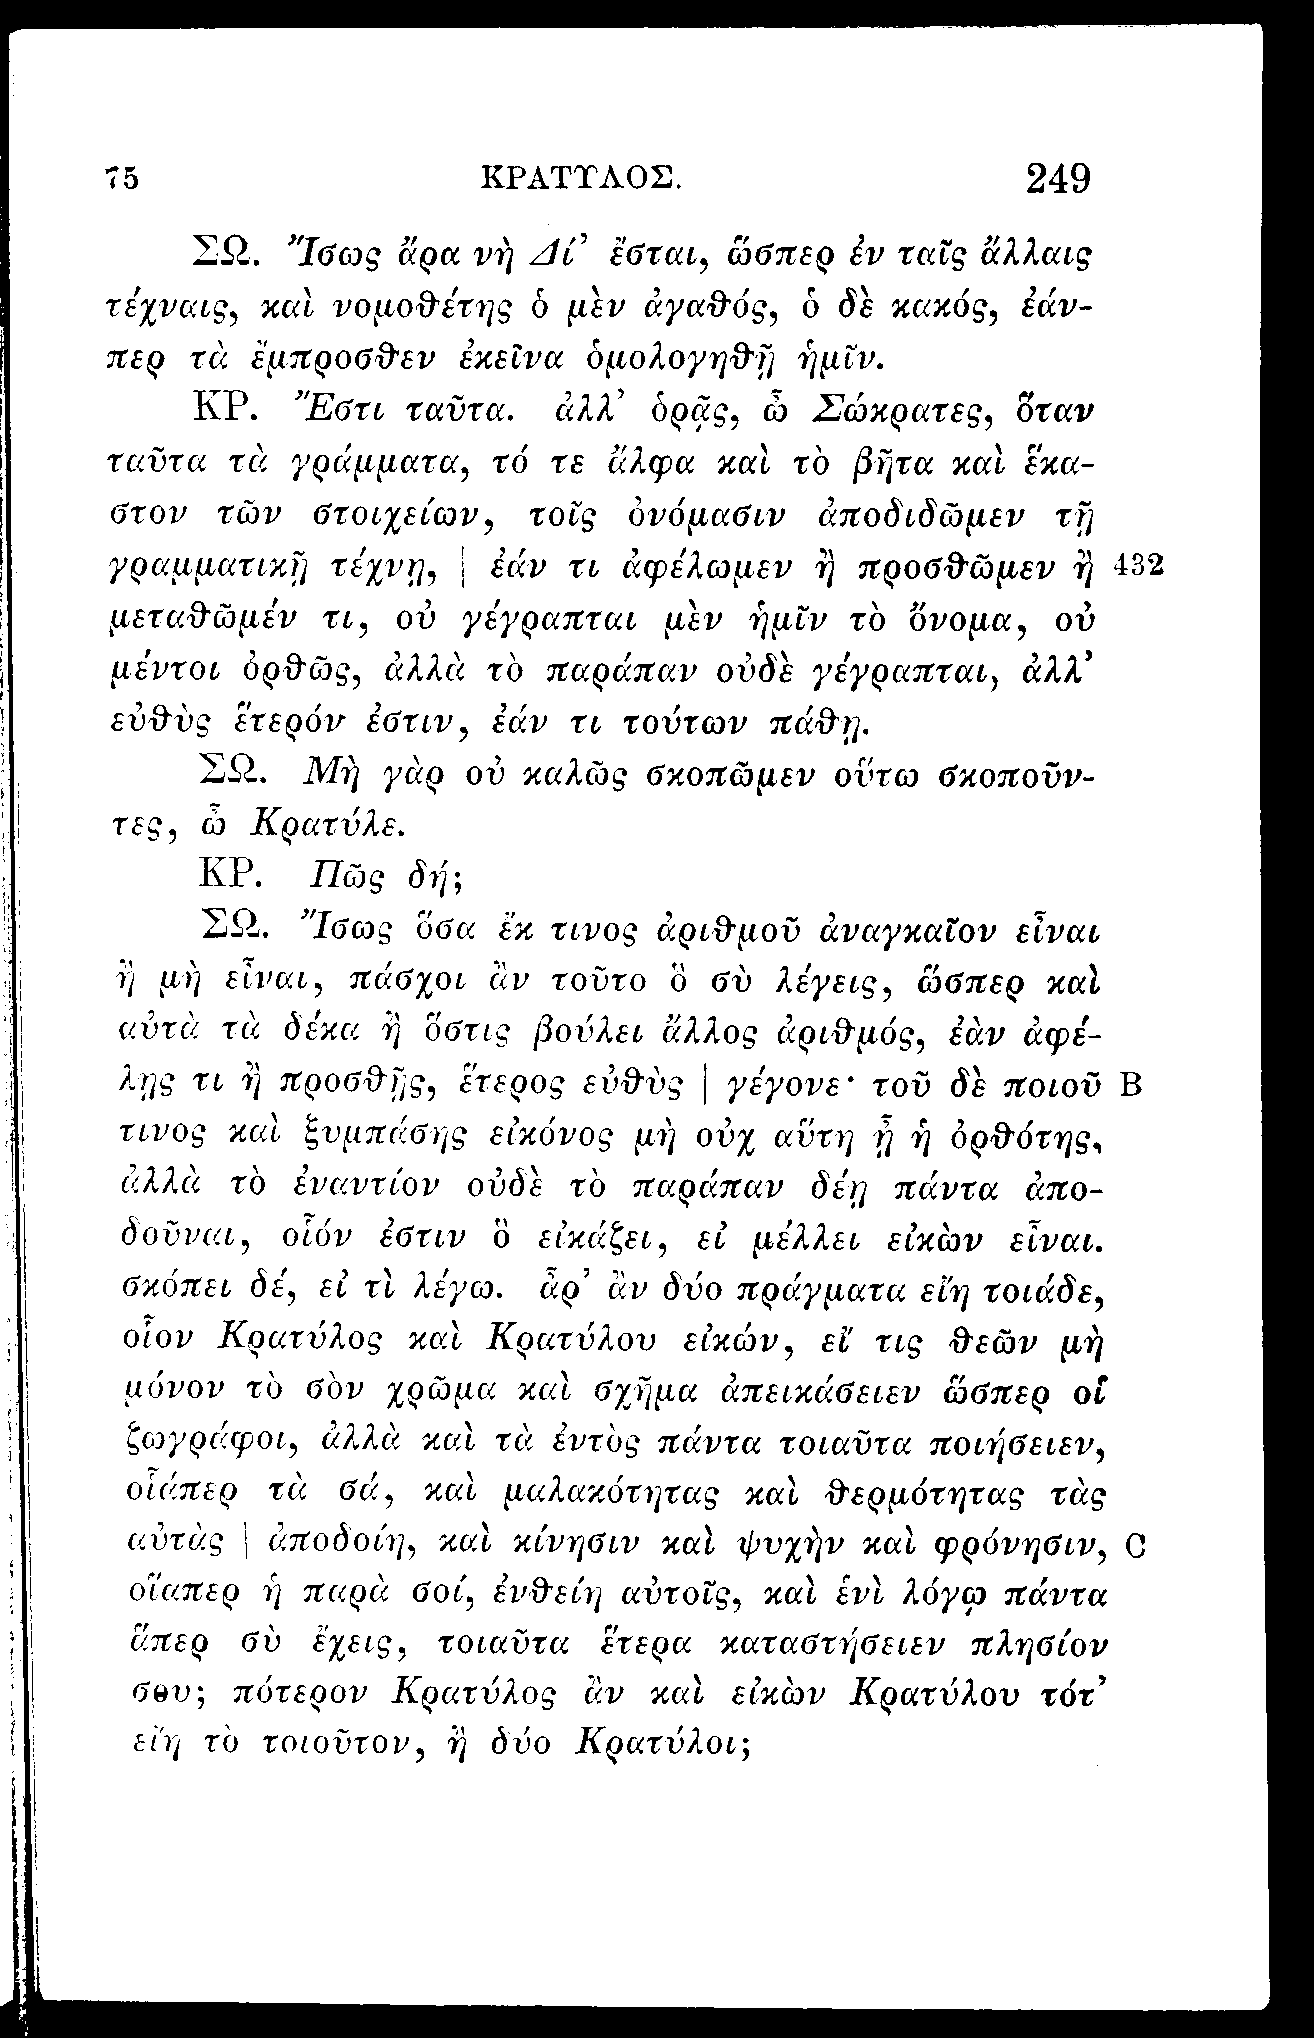 75 ΚΡΑΤΥΛΟΣ. 249
ΣΩ. Ἴσως ἄρα νὴ Δί’ ἔσται, ὥσπερ ἐν ταῖς ἄλλαις
τέχναις, καὶ νομοθέτης ὁ μὲν ἀγαθός, ὁ δὲ κακός, ἐάν-
περ τὰ ἔμπροσθεν ἐκεῖνα ὁμολογηθῇ ἡμῖν.
ΚΡ. Ἔστι ταῦτα. ἀλλ’ ὁρᾷς, ὦ Σώκρατες, ὅταν
ταῦτα τὰ γράμματα, τό τε ἄλφα καὶ τὸ βῆτα καὶ ἕκα-
στον τῶν στοιχείων, τοῖς ὀνόμασιν ἀποδιδῶμεν τῇ
γραμματικῇ τέχνῃ, | ἐάν τι ἀφέλωμεν ἢ προσθῶμεν ἢ 432
μεταθῶμέν τι, οὐ γέγραπται μὲν ἡμῖν τὸ ὄνομα, οὐ
μέντοι ὀρθῶς, ἀλλὰ τὸ παράπαν οὐδὲ γέγραπται, ἀλλ’
εὐθὺς ἕτερόν ἐστιν, ἐάν τι τούτων πάθῃ.
ΣΩ. Μὴ γὰρ οὐ καλῶς σκοπῶμεν οὕτω σκοποῦν-
τες, ὦ Κρατύλε.
ΚΡ. Πῶς δή;
ΣΩ. Ἴσως ὅσα ἔκ τινος ἀριθμοῦ ἀναγκαῖον εἶναι
ἢ μὴ εἶναι, πάσχοι ἂν τοῦτο ὃ σὺ λέγεις, ὥσπερ καὶ
αὐτὰ τὰ δέκα ἢ ὅστις βούλει ἄλλος ἀριθμός, ἐὰν ἀφέ-
λῃς τι ἢ προσθῇς, ἕτερος εὐθὺς | γέγονε· τοῦ δὲ ποιοῦ B
τινος καὶ ξυμπάσης εἰκόνος μὴ οὐχ αὕτη ᾖ ἡ ὀρθότης,
ἀλλὰ τὸ ἐναντίον οὐδὲ τὸ παράπαν δέῃ πάντα ἀπο-
δοῦναι, οἷόν ἐστιν ὃ εἰκάζει, εἰ μέλλει εἰκὼν εἶναι.
σκόπει δέ, εἰ τὶ λέγω. ἆρ’ ἂν δύο πράγματα εἴη τοιάδε,
οἷον Κρατύλος καὶ Κρατύλου εἰκών, εἴ τις θεῶν μὴ
μόνον τὸ σὸν χρῶμα καὶ σχῆμα ἀπεικάσειεν ὥσπερ οἱ
ζωγράφοι, ἀλλὰ καὶ τὰ ἐντὸς πάντα τοιαῦτα ποιήσειεν,
οἷάπερ τὰ σά, καὶ μαλακότητας καὶ θερμότητας τὰς
αὐτὰς | ἀποδοίη, καὶ κίνησιν καὶ ψυχὴν καὶ φρόνησιν, C
οἵαπερ ἡ παρὰ σοί, ἐνθείη αὐτοῖς, καὶ ἑνὶ λόγῳ πάντα
ἅπερ σὺ ἔχεις, τοιαῦτα ἕτερα καταστήσειεν πλησίον
σου; πότερον Κρατύλος ἂν καὶ εἰκὼν Κρατύλου τότ’
εἴη τὸ τοιοῦτον, ἢ δύο Κρατύλοι;